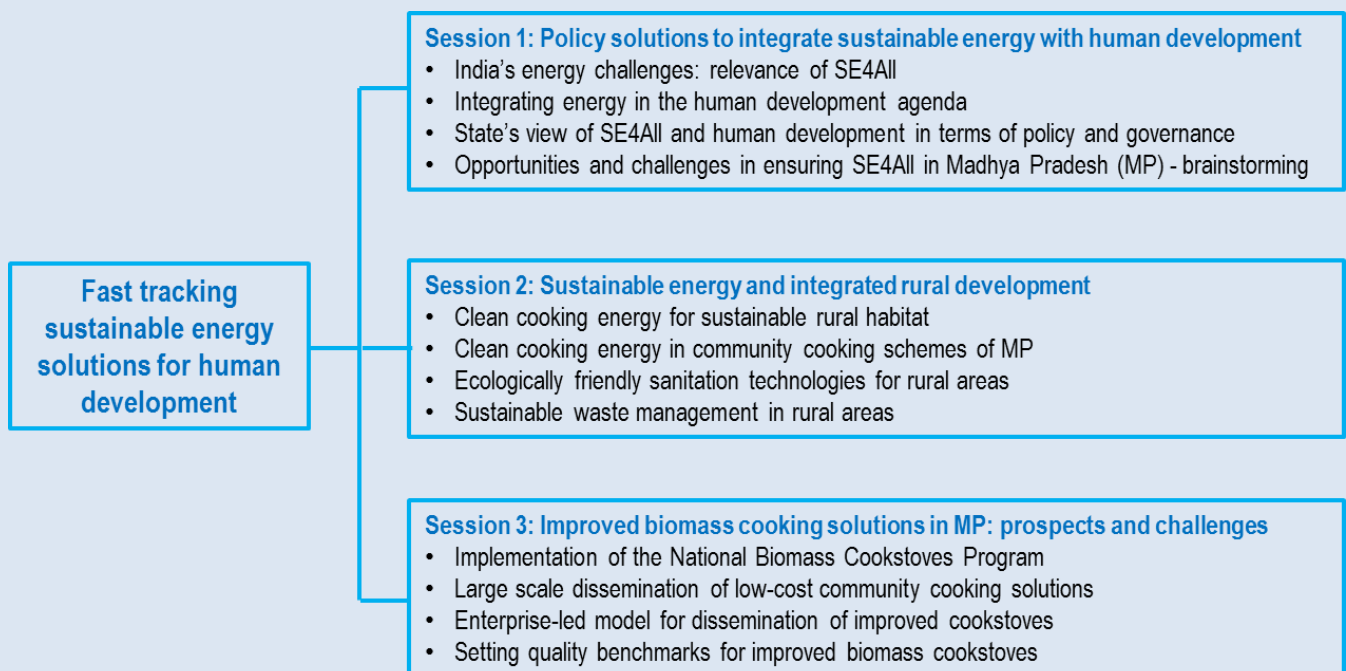 Fast tracking
sustainable energy
solutions for human
development
Session 1: Policy solutions to integrate sustainable energy with human development
• India's energy challenges: relevance of SE4All
• Integrating energy in the human development agenda
• State's view of SE4All and human development in terms of policy and governance
• Opportunities and challenges in ensuring SE4All in Madhya Pradesh (MP) - brainstorming
Session 2: Sustainable energy and integrated rural development
• Clean cooking energy for sustainable rural habitat
• Clean cooking energy in community cooking schemes of MP
• Ecologically friendly sanitation technologies for rural areas
• Sustainable waste management in rural areas
Session 3: Improved biomass cooking solutions in MP: prospects and challenges
• Implementation of the National Biomass Cookstoves Program
• Large scale dissemination of low-cost community cooking solutions
• Enterprise-led model for dissemination of improved cookstoves
• Setting quality benchmarks for improved biomass cookstoves